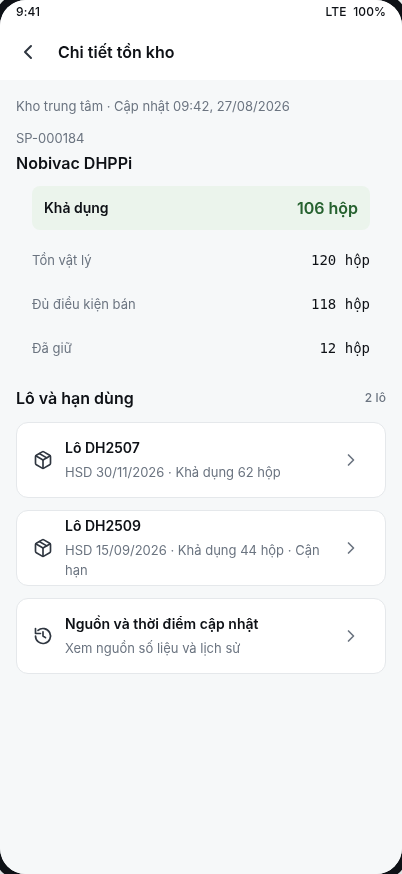 9:41
LTE 100%
Chi tiết tồn kho
Kho trung tâm · Cập nhật 09:42, 27/08/2026
SP-000184
Nobivac DHPPi
Khả dụng 106 hộp
Tồn vật lý 120 hộp
Đủ điều kiện bán 118 hộp
Đã giữ 12 hộp
Lô và hạn dùng 2 lô
Lô DH2507
HSD 30/11/2026 · Khả dụng 62 hộp
Lô DH2509
HSD 15/09/2026 · Khả dụng 44 hộp · Cận
hạn
Nguồn và thời điểm cập nhật
Xem nguồn số liệu và lịch sử